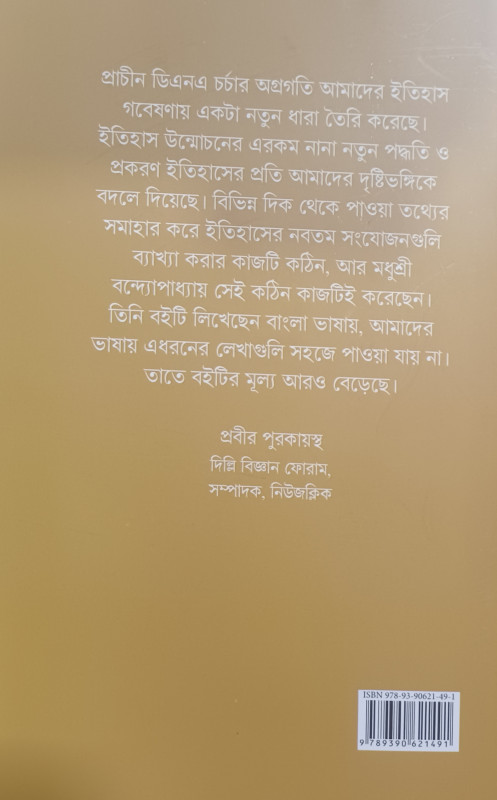 প্রাচীন ডিএনএ চর্চার অগ্রগতি আমাদের ইতিহাস
গবেষণায় একটা নতুন ধারা তৈরি করেছে।
ইতিহাস উন্মোচনের এরকম নানা নতুন পদ্ধতি ও
প্রকরণ ইতিহাসের প্রতি আমাদের দৃষ্টিভঙ্গিকে
বদলে দিয়েছে। বিভিন্ন দিক থেকে পাওয়া তথ্যের
সমাহার করে ইতিহাসের নবতম সংযোজনগুলি
ব্যাখ্যা করার কাজটি কঠিন, আর মধুশ্রী
বন্দ্যোপাধ্যায় সেই কঠিন কাজটিই করেছেন।
তিনি বইটি লিখেছেন বাংলা ভাষায়, আমাদের
ভাষায় এধরনের লেখাগুলি সহজে পাওয়া যায় না।
তাতে বইটির মূল্য আরও বেড়েছে।
প্রবীর পুরকায়স্থ
দিল্লি বিজ্ঞান ফোরাম,
সম্পাদক, নিউজক্লিক
ISBN 978-93-90621-49-1
9 789390 621491